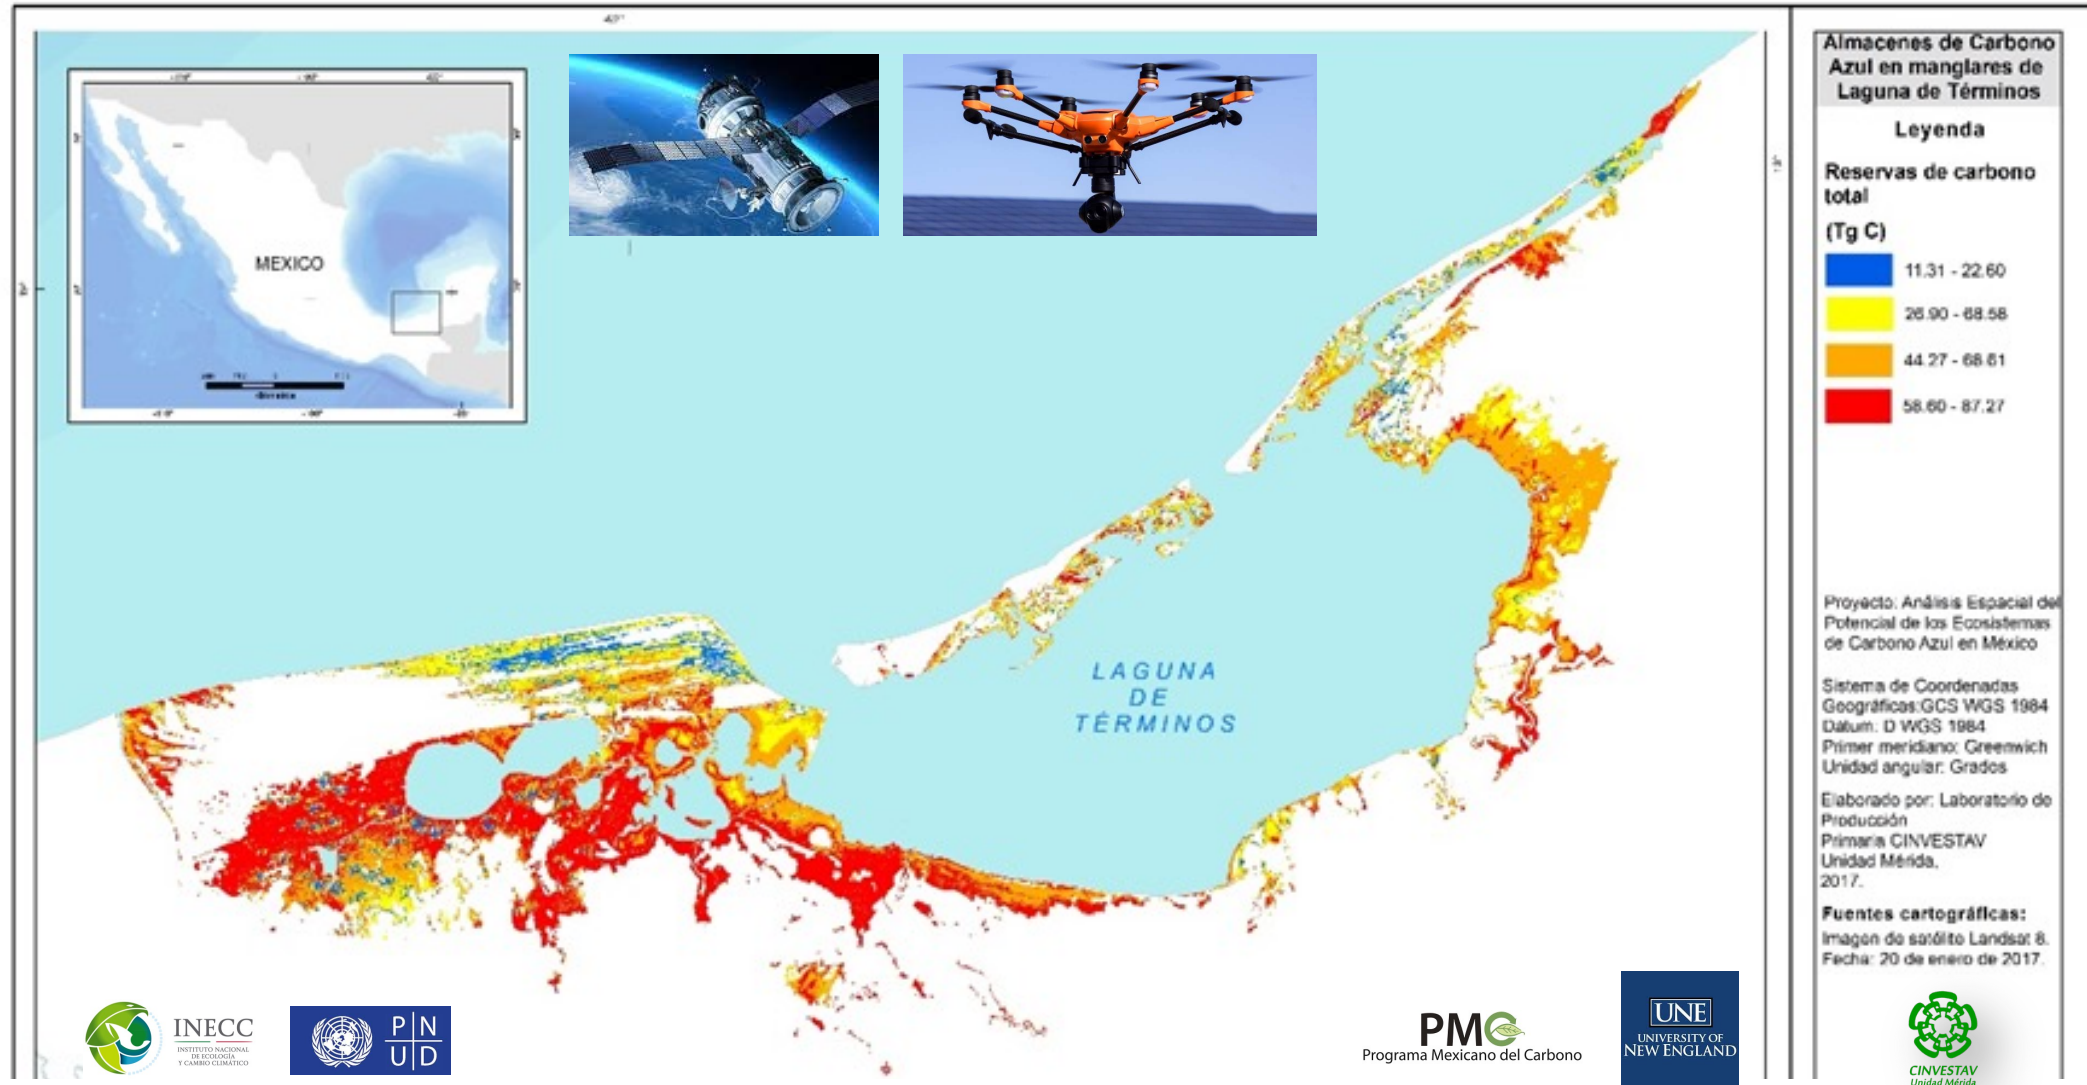 MEXICO
LAGUNA
DE
TÉRMINOS
Almacenes de Carbono
Azul en manglares de
Laguna de Términos
Leyenda
Reservas de carbono
total
(Tg C)
11.31 - 22.60
26.90 - 68.58
44.27 - 68.61
58.60 - 87.27
Proyecto: Análisis Espacial del
Potencial de los Ecosistemas
de Carbono Azul en México
Sistema de Coordenadas
Geográficas:GCS WGS 1984
Datum: D WGS 1984
Primer meridiano: Greenwich
Unidad angular: Grados
Elaborado por: Laboratorio de
Producción
Primaria CINVESTAV
Unidad Mérida,
2017.
Fuentes cartográficas:
Imagen de satélite Landsat 8.
Fecha: 20 de enero de 2017.
INECC
INSTITUTO NACIONAL
DE ECOLOGÍA
Y CAMBIO CLIMÁTICO
P N
U D
PMC
Programa Mexicano del Carbono
UNE
UNIVERSITY OF
NEW ENGLAND
CINVESTAV
Unidad Mérida